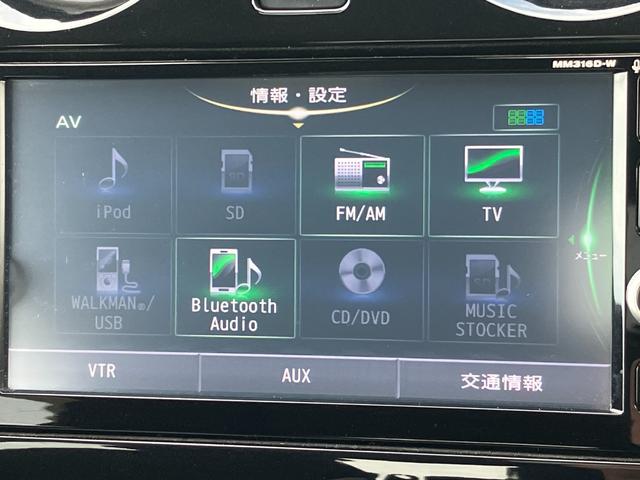 MM316D-W
情報・設定
AV
iPod
SD
FM/AM
TV
メニュー
WALKMAN®/
USB
Bluetooth
Audio
CD/DVD
MUSIC
STOCKER
VTR
AUX
交通情報